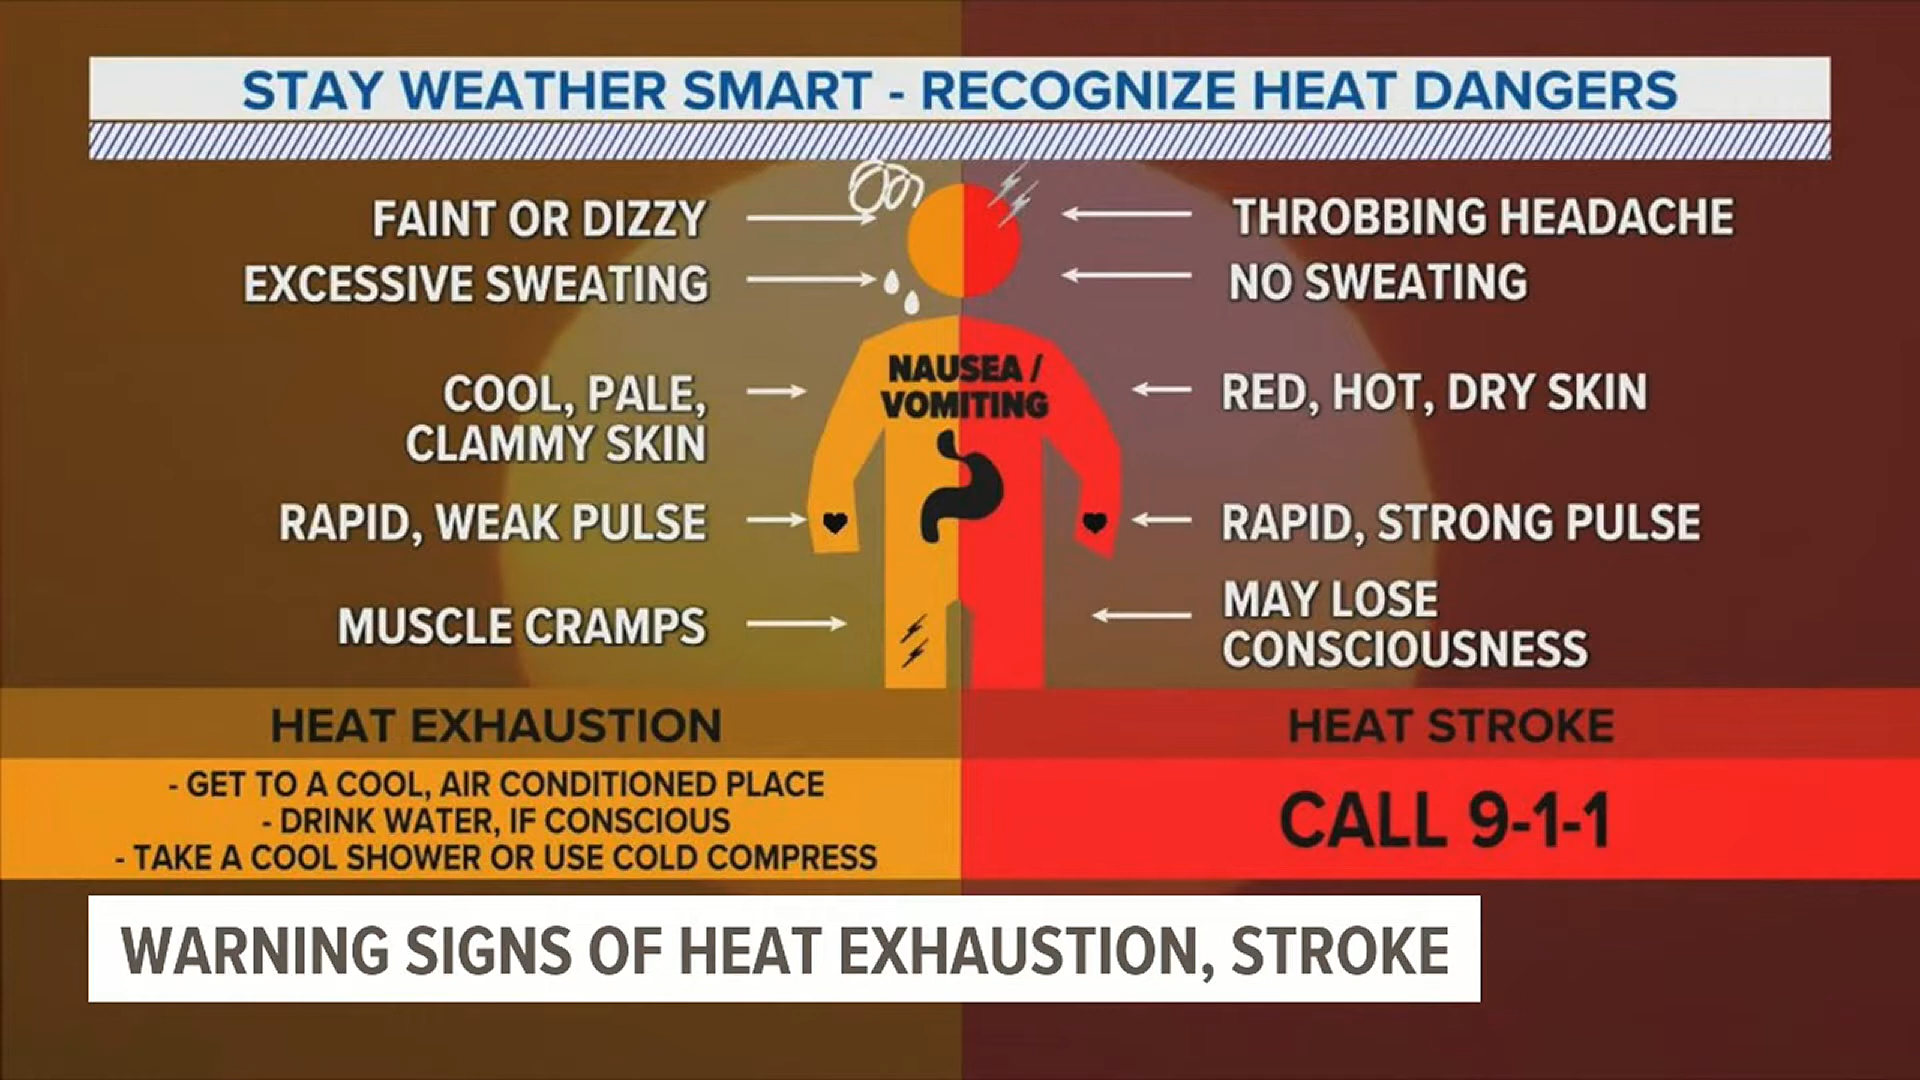 STAY WEATHER SMART - RECOGNIZE HEAT DANGERS
FAINT OR DIZZY
EXCESSIVE SWEATING
COOL, PALE,
CLAMMY SKIN
RAPID, WEAK PULSE
MUSCLE CRAMPS
NAUSEA /
VOMITING
THROBBING HEADACHE
NO SWEATING
RED, HOT, DRY SKIN
RAPID, STRONG PULSE
MAY LOSE
CONSCIOUSNESS
HEAT EXHAUSTION
- GET TO A COOL, AIR CONDITIONED PLACE
- DRINK WATER, IF CONSCIOUS
- TAKE A COOL SHOWER OR USE COLD COMPRESS
HEAT STROKE
CALL 9-1-1
WARNING SIGNS OF HEAT EXHAUSTION, STROKE